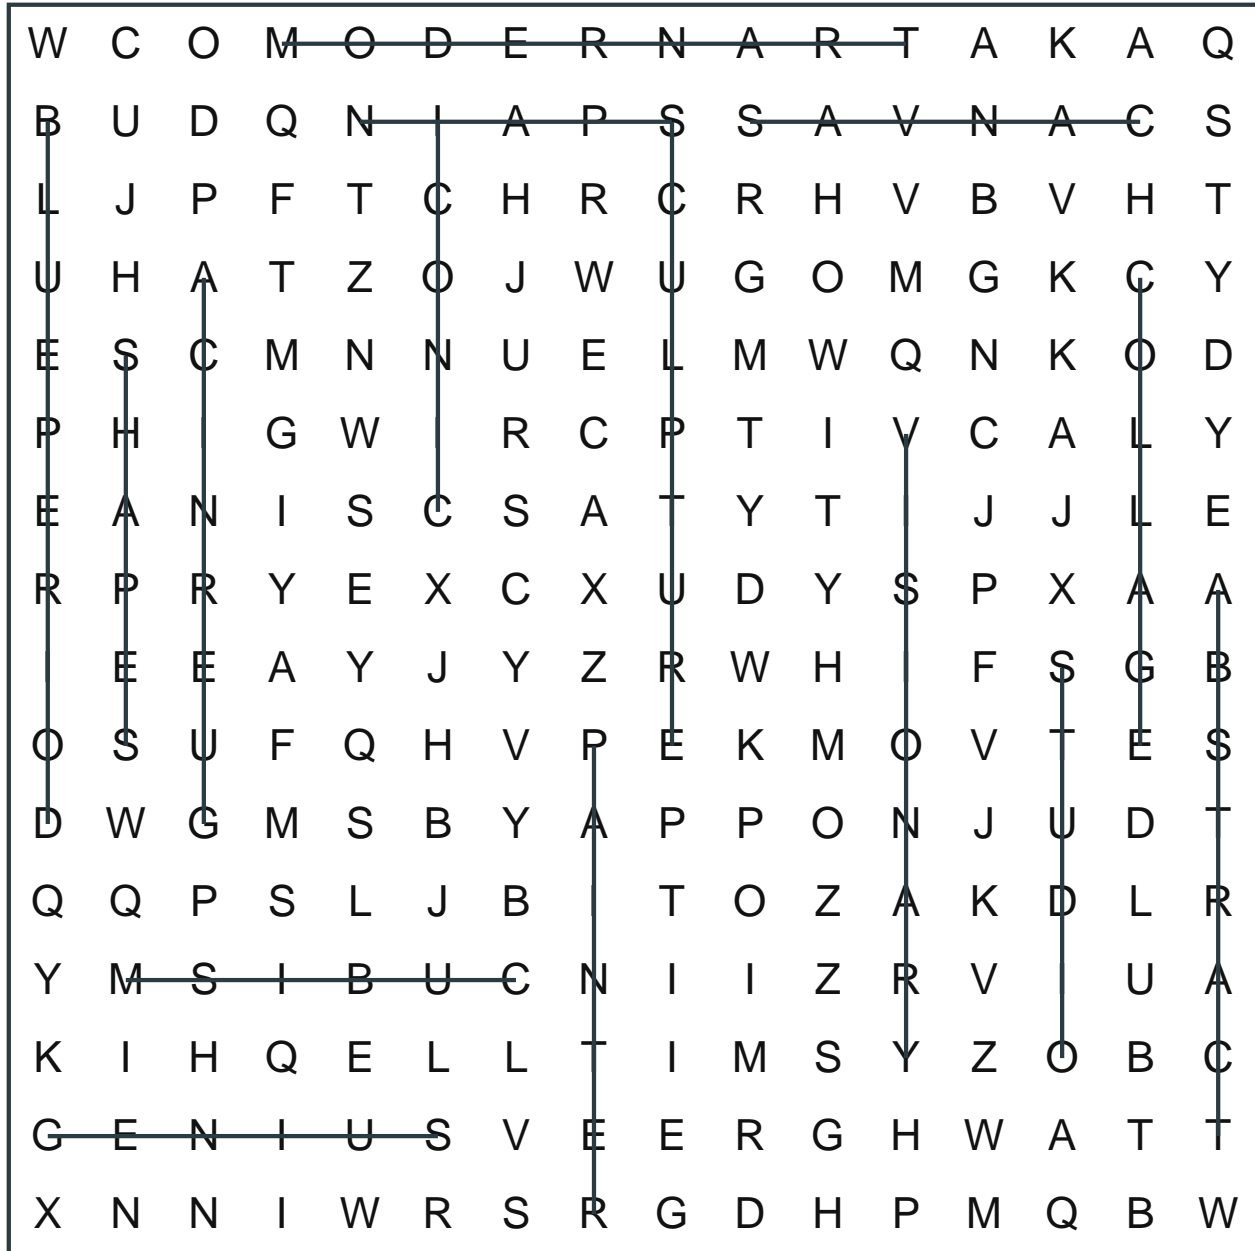 W C O M O D E R N A R T A K A Q
B U D Q N I A P S S A V N A C S
L J P F T C H R C R H V B V H T
U H A T Z O J W U G O M G K C Y
E S C M N N U E L M W Q N K O D
P H I G W I R C P T I V C A L Y
E A N I S C S A T Y T I J J L E
R P R Y E X C X U D Y S P X A A
I E E A Y J Y Z R W H I F S G B
O S U F Q H V P E K M O V T E S
D W G M S B Y A P P O N J U D T
Q Q P S L J B I T O Z A K D L R
Y M S I B U C N I I Z R V I U A
K I H Q E L L T I M S Y Z O B C
G E N I U S V E E R G H W A T T
X N N I W R S R G D H P M Q B W